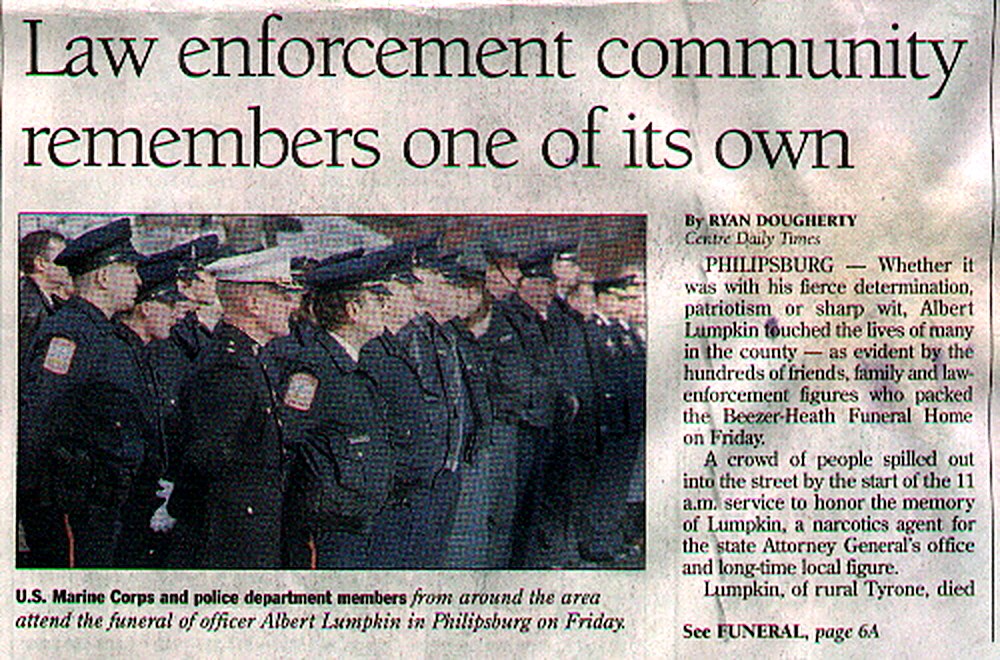 Law enforcement community
remembers one of its own
By RYAN DOUGHERTY
Centre Daily Times
PHILIPSBURG — Whether it
was with his fierce determination,
patriotism or sharp wit, Albert
Lumpkin touched the lives of many
in the county — as evident by the
hundreds of friends, family and law-
enforcement figures who packed
the Beezer-Heath Funeral Home
on Friday.
A crowd of people spilled out
into the street by the start of the 11
a.m. service to honor the memory
of Lumpkin, a narcotics agent for
the state Attorney General's office
and long-time local figure.
Lumpkin, of rural Tyrone, died
See FUNERAL, page 6A
U.S. Marine Corps and police department members from around the area
attend the funeral of officer Albert Lumpkin in Philipsburg on Friday.